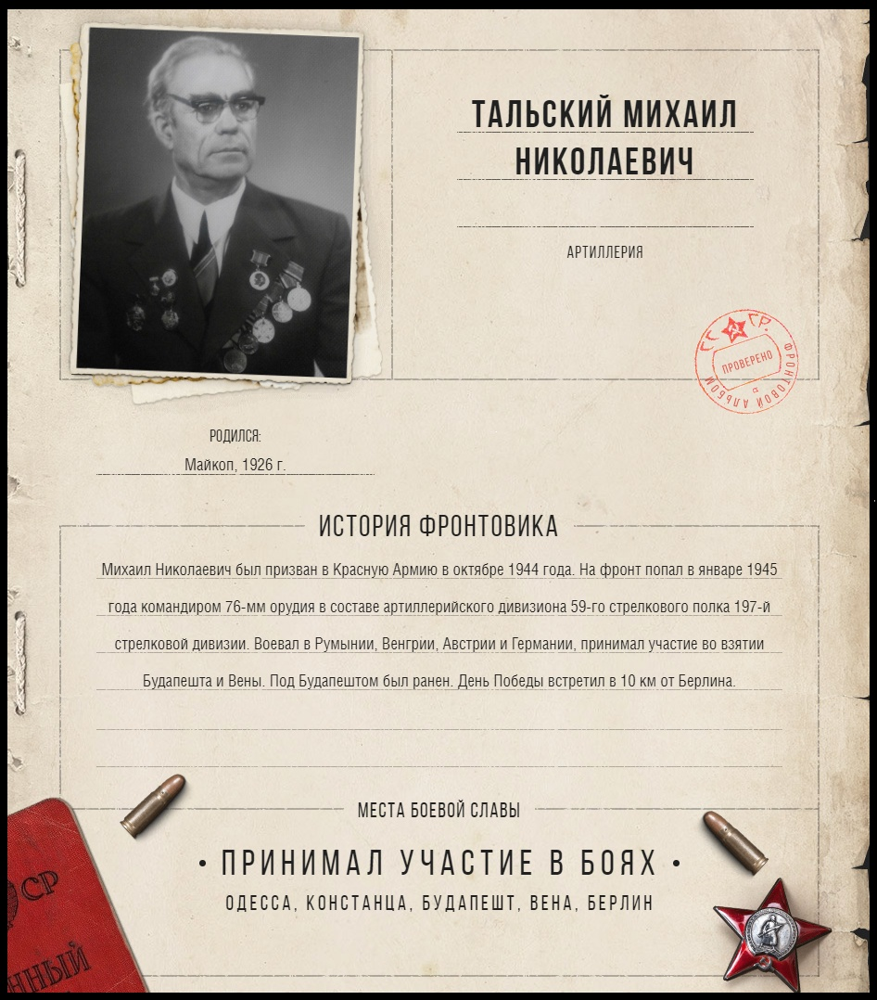 ТАЛЬСКИЙ МИХАИЛ
НИКОЛАЕВИЧ
АРТИЛЛЕРИЯ
СССР
ПРОВЕРЕНО
ФРОНТОВОЙ АЛЬБОМ
РОДИЛСЯ:
Майкоп, 1926 г.
ИСТОРИЯ ФРОНТОВИКА
Михаил Николаевич был призван в Красную Армию в октябре 1944 года. На фронт попал в январе 1945
года командиром 76-мм орудия в составе артиллерийского дивизиона 59-го стрелкового полка 197-й
стрелковой дивизии. Воевал в Румынии, Венгрии, Австрии и Германии, принимал участие во взятии
Будапешта и Вены. Под Будапештом был ранен. День Победы встретил в 10 км от Берлина.
МЕСТА БОЕВОЙ СЛАВЫ
• ПРИНИМАЛ УЧАСТИЕ В БОЯХ •
ОДЕССА, КОНСТАНЦА, БУДАПЕШТ, ВЕНА, БЕРЛИН
СР
ННЫЙ